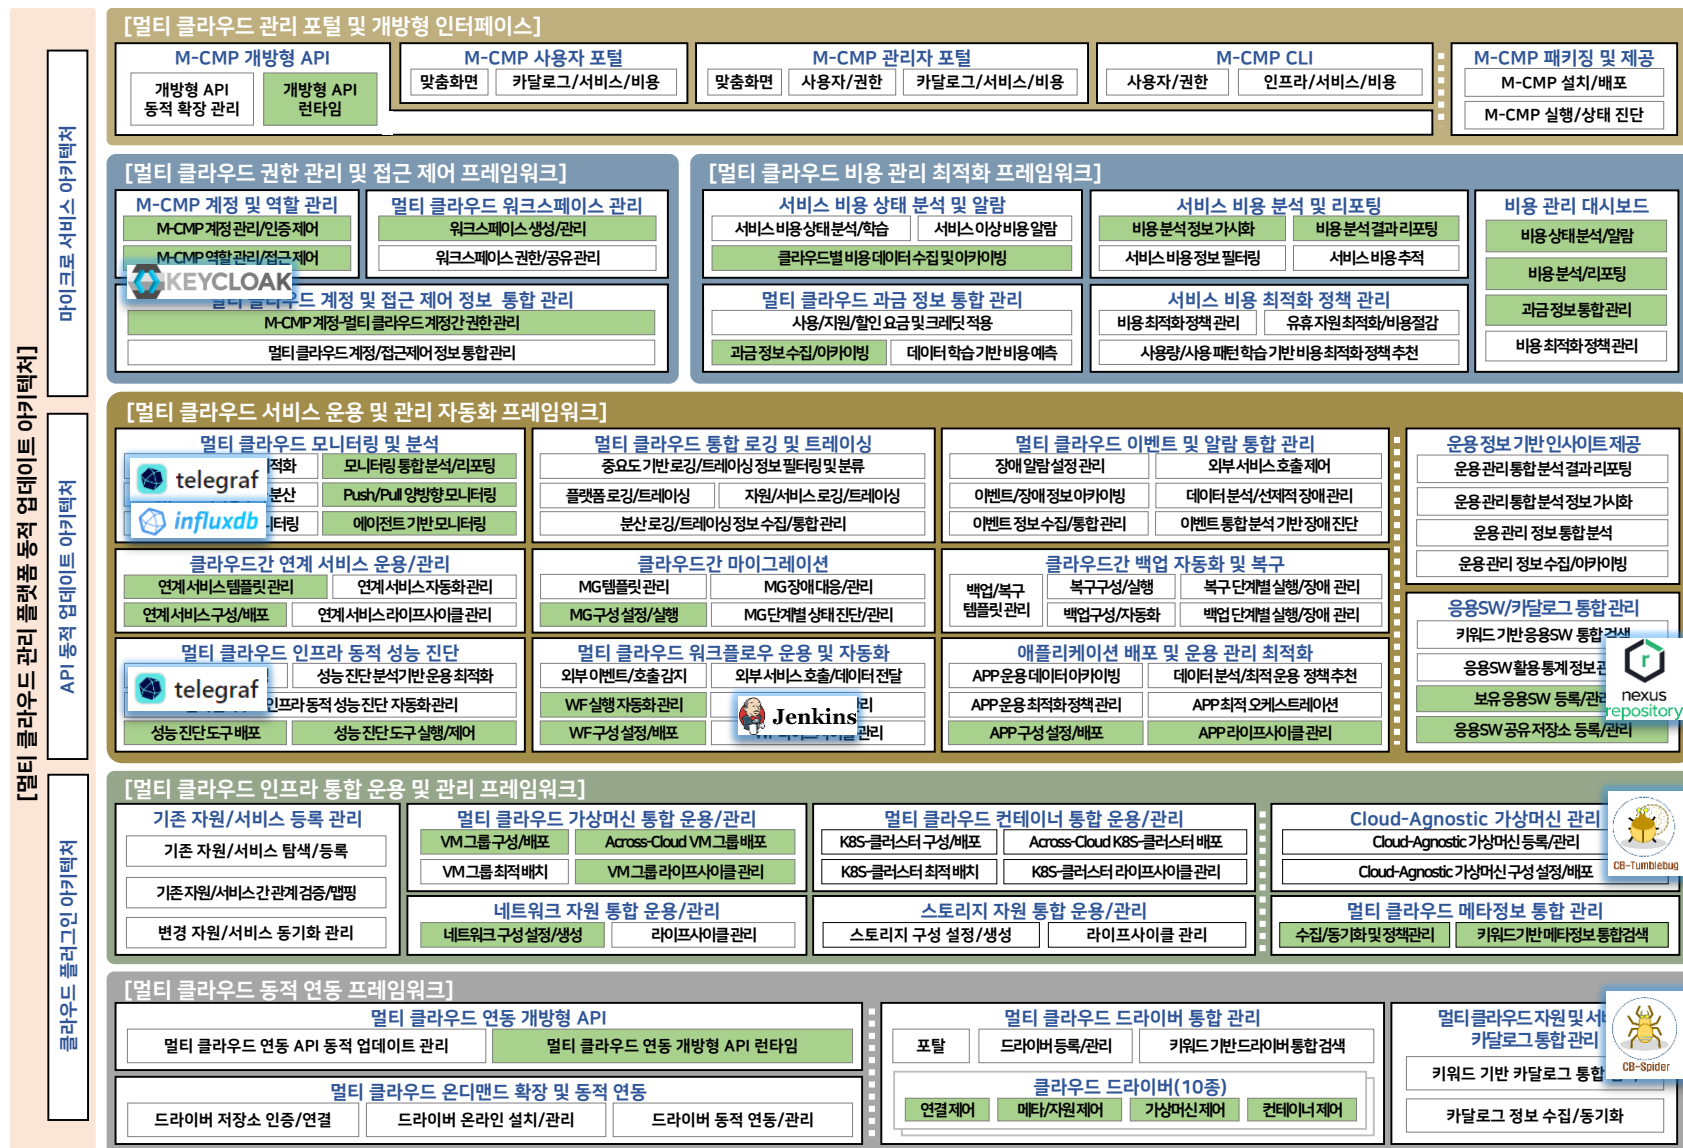 [멀티 클라우드 관리 플랫폼 동적 업데이트 아키텍처]
마이크로 서비스 아키텍처
API 동적 업데이트 아키텍처
클라우드 플러그인 아키텍처
[멀티 클라우드 관리 포털 및 개방형 인터페이스]
M-CMP 개방형 API
개방형 API
동적 확장 관리
개방형 API
런타임
M-CMP 사용자 포털
맞춤화면
카달로그/서비스/비용
M-CMP 관리자 포털
맞춤화면
사용자/권한
카달로그/서비스/비용
M-CMP CLI
사용자/권한
인프라/서비스/비용
M-CMP 패키징 및 제공
M-CMP 설치/배포
M-CMP 실행/상태 진단
[멀티 클라우드 권한 관리 및 접근 제어 프레임워크]
M-CMP 계정 및 역할 관리
M-CMP 계정 관리/인증 제어
M-CMP 역할 관리/접근 제어
KEYCLOAK
멀티 클라우드 워크스페이스 관리
워크스페이스 생성/관리
워크스페이스 권한/공유 관리
멀티 클라우드 계정 및 접근 제어 정보 통합 관리
M-CMP 계정-멀티 클라우드 계정간 권한 관리
멀티 클라우드 계정/접근제어 정보 통합 관리
[멀티 클라우드 비용 관리 최적화 프레임워크]
서비스 비용 상태 분석 및 알람
서비스 비용 상태 분석/학습
서비스 이상 비용 알람
클라우드별 비용 데이터 수집 및 아카이빙
서비스 비용 분석 및 리포팅
비용 분석 정보 가시화
비용 분석 결과 리포팅
서비스 비용 정보 필터링
서비스 비용 추적
멀티 클라우드 과금 정보 통합 관리
사용/지원/할인 요금 및 크레딧 적용
과금 정보 수집/아카이빙
데이터 학습 기반 비용 예측
서비스 비용 최적화 정책 관리
비용 최적화 정책 관리
유휴 자원 최적화/비용절감
사용량/사용 패턴 학습 기반 비용 최적화 정책 추천
비용 관리 대시보드
비용 상태 분석/알람
비용 분석/리포팅
과금 정보 통합 관리
비용 최적화 정책 관리
[멀티 클라우드 서비스 운용 및 관리 자동화 프레임워크]
멀티 클라우드 모니터링 및 분석
telegraf
적화
모니터링 통합 분석/리포팅
분산
Push/Pull 양방향 모니터링
influxdb
니터링
에이전트 기반 모니터링
멀티 클라우드 통합 로깅 및 트레이싱
중요도 기반 로깅/트레이싱 정보 필터링 및 분류
플랫폼 로깅/트레이싱
자원/서비스 로깅/트레이싱
분산 로깅/트레이싱 정보 수집/통합 관리
멀티 클라우드 이벤트 및 알람 통합 관리
장애 알람 설정 관리
외부 서비스 호출 제어
이벤트/장애 정보 아카이빙
데이터 분석/선제적 장애 관리
이벤트 정보 수집/통합 관리
이벤트 통합 분석 기반 장애 진단
운용 정보 기반 인사이트 제공
운용 관리 통합 분석 결과 리포팅
운용 관리 통합 분석 정보 가시화
운용 관리 정보 통합 분석
운용 관리 정보 수집/아카이빙
클라우드간 연계 서비스 운용/관리
연계 서비스 템플릿 관리
연계 서비스 자동화 관리
연계 서비스 구성/배포
연계 서비스 라이프사이클 관리
클라우드간 마이그레이션
MG 템플릿 관리
MG 장애 대응/관리
MG 구성 설정/실행
MG 단계별 상태 진단/관리
클라우드간 백업 자동화 및 복구
백업/복구
템플릿 관리
복구구성/실행
복구 단계별 실행/장애 관리
백업구성/자동화
백업 단계별 실행/장애 관리
응용SW/카달로그 통합 관리
키워드 기반 응용SW 통합 검색
응용SW 활용 통계 정보 관
보유 응용SW 등록/관리
응용SW 공유 저장소 등록/관리
nexus
repository
멀티 클라우드 인프라 동적 성능 진단
telegraf
성능 진단 분석기반 운용 최적화
인프라 동적 성능 진단 자동화 관리
성능 진단 도구 배포
성능 진단 도구 실행/제어
멀티 클라우드 워크플로우 운용 및 자동화
외부 이벤트/호출 감지
외부 서비스 호출/데이터 전달
WF 실행 자동화 관리
Jenkins
WF 구성 설정/배포
관리
애플리케이션 배포 및 운용 관리 최적화
APP 운용 데이터 아카이빙
데이터 분석/최적 운용 정책 추천
APP 운용 최적화 정책 관리
APP 최적 오케스트레이션
APP 구성 설정/배포
APP 라이프사이클 관리
[멀티 클라우드 인프라 통합 운용 및 관리 프레임워크]
기존 자원/서비스 등록 관리
기존 자원/서비스 탐색/등록
기존 자원/서비스 간 관계 검증/맵핑
변경 자원/서비스 동기화 관리
멀티 클라우드 가상머신 통합 운용/관리
VM 그룹 구성/배포
Across-Cloud VM 그룹 배포
VM 그룹 최적 배치
VM 그룹 라이프사이클 관리
멀티 클라우드 컨테이너 통합 운용/관리
K8S-클러스터 구성/배포
Across-Cloud K8S-클러스터 배포
K8S-클러스터 최적 배치
K8S-클러스터 라이프사이클 관리
Cloud-Agnostic 가상머신 관리
Cloud-Agnostic 가상머신 등록/관리
Cloud-Agnostic 가상머신 구성 설정/배포
CB-Tumblebug
네트워크 자원 통합 운용/관리
네트워크 구성 설정/생성
라이프사이클 관리
스토리지 자원 통합 운용/관리
스토리지 구성 설정/생성
라이프사이클 관리
멀티 클라우드 메타정보 통합 관리
수집/동기화 및 정책관리
키워드기반 메타정보 통합검색
[멀티 클라우드 동적 연동 프레임워크]
멀티 클라우드 연동 개방형 API
멀티 클라우드 연동 API 동적 업데이트 관리
멀티 클라우드 연동 개방형 API 런타임
멀티 클라우드 온디맨드 확장 및 동적 연동
드라이버 저장소 인증/연결
드라이버 온라인 설치/관리
드라이버 동적 연동/관리
멀티 클라우드 드라이버 통합 관리
포탈
드라이버 등록/관리
키워드 기반 드라이버 통합 검색
클라우드 드라이버(10종)
연결 제어
메타/자원 제어
가상머신 제어
컨테이너 제어
멀티 클라우드 자원 및 서비
카달로그 통합 관리
키워드 기반 카달로그 통합
카달로그 정보 수집/동기화
CB-Spider